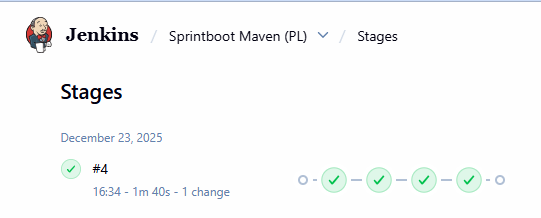 Jenkins / Sprintboot Maven (PL) / Stages
Stages
December 23, 2025
#4
16:34 - 1m 40s - 1 change